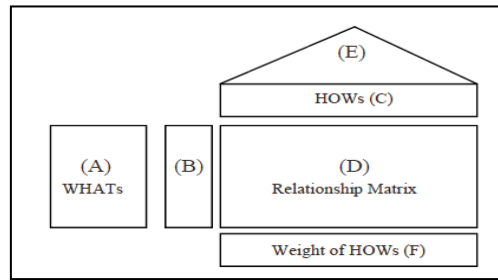 (E)
HOWs (C)
(A)
WHATs
(B)
(D)
Relationship Matrix
Weight of HOWs (F)